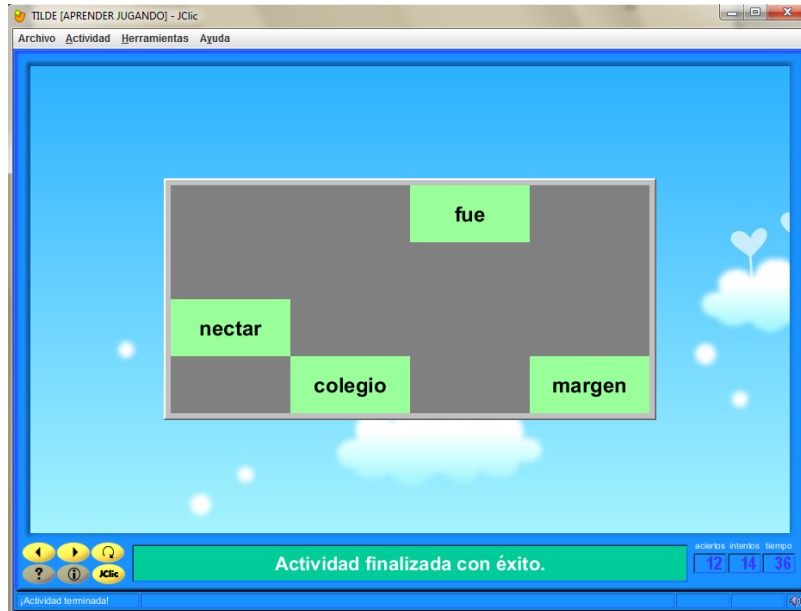 TILDE [APRENDER JUGANDO] - JClic
Archivo Actividad Herramientas Ayuda
fue
nectar
colegio margen
Actividad finalizada con éxito.
aciertos intentos tiempo
12 14 36
? i JClic
¡Actividad terminada!